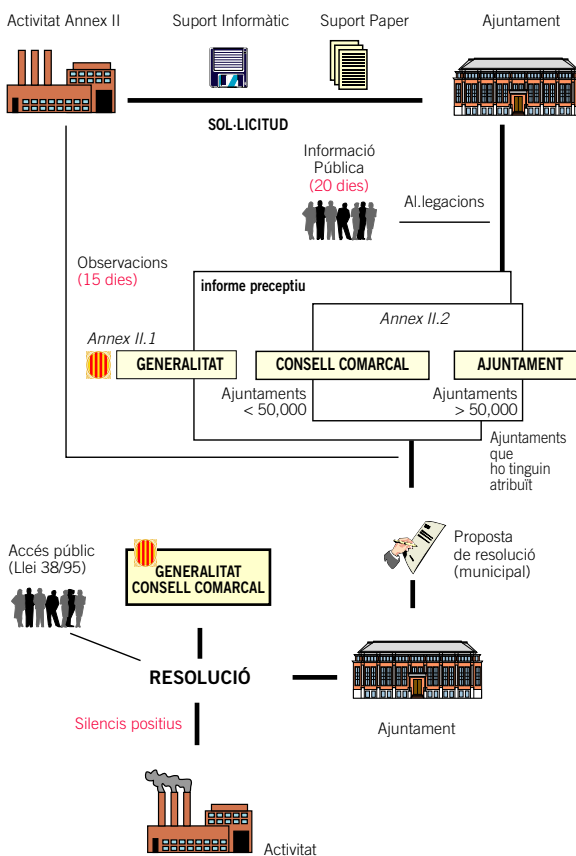 Activitat Annex II
Suport Informàtic
Suport Paper
Ajuntament
SOL·LICITUD
Informació
Pública
(20 dies)
Al.legacions
Observacions
(15 dies)
informe preceptiu
Annex II.2
Annex II.1
GENERALITAT
CONSELL COMARCAL
AJUNTAMENT
Ajuntaments
< 50,000
Ajuntaments
> 50,000
Ajuntaments
que
ho tinguin
atribuït
Proposta
de resolució
(municipal)
Accés públic
(Llei 38/95)
GENERALITAT
CONSELL COMARCAL
RESOLUCIÓ
Ajuntament
Silencis positius
Activitat